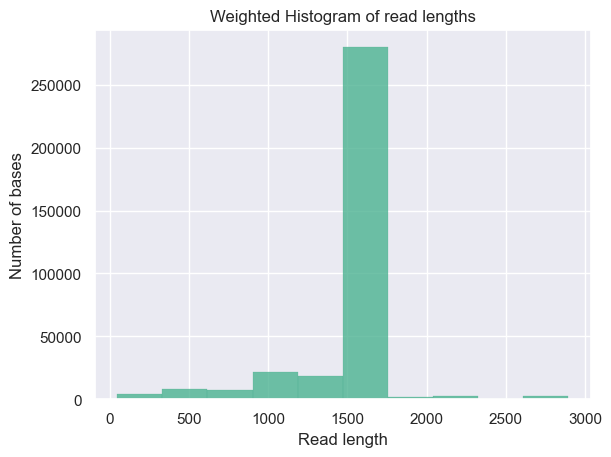 Weighted Histogram of read lengths
250000
200000
150000
100000
50000
0
Number of bases
0 500 1000 1500 2000 2500 3000
Read length